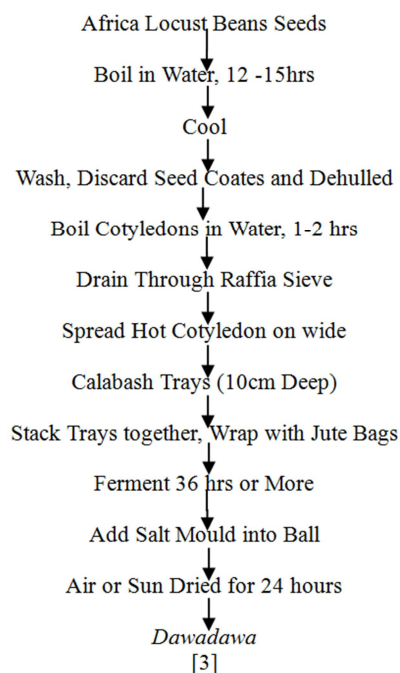 Africa Locust Beans Seeds
Boil in Water, 12 -15hrs
Cool
Wash, Discard Seed Coates and Dehulled
Boil Cotyledons in Water, 1-2 hrs
Drain Through Raffia Sieve
Spread Hot Cotyledon on wide
Calabash Trays (10cm Deep)
Stack Trays together, Wrap with Jute Bags
Ferment 36 hrs or More
Add Salt Mould into Ball
Air or Sun Dried for 24 hours
Dawadawa
[3]